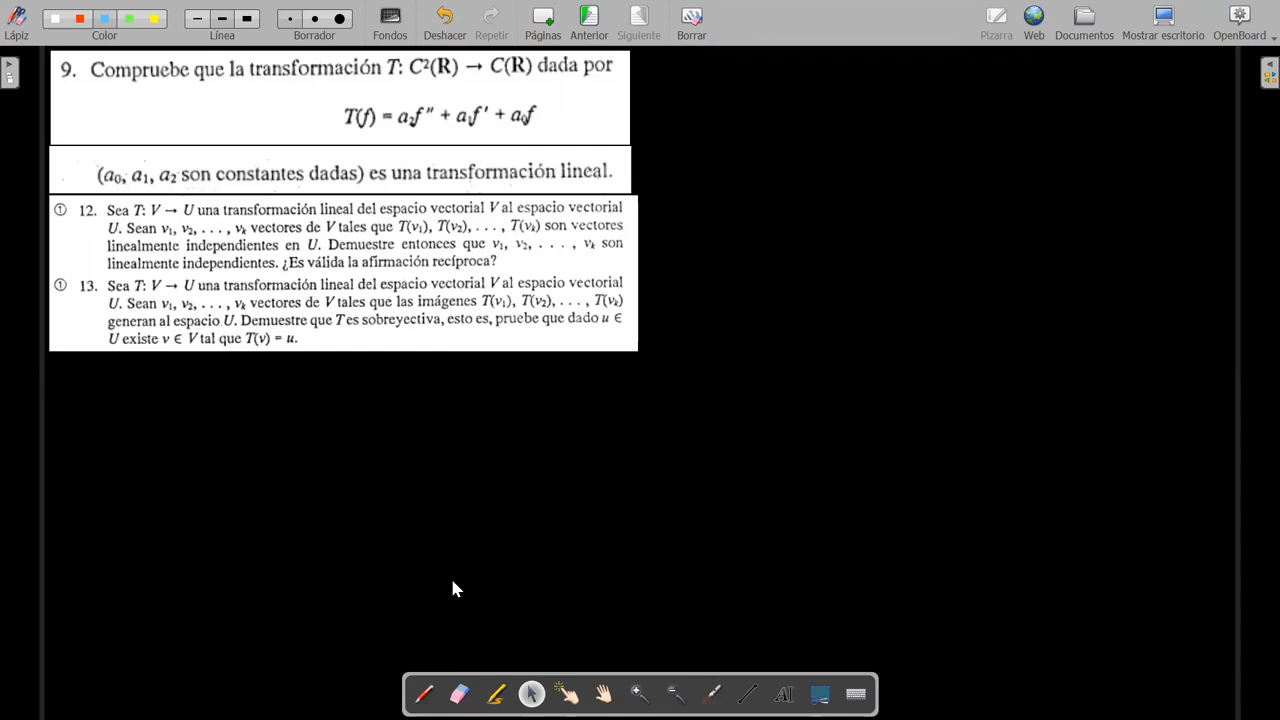 Lápiz Color Línea Borrador Fondos Deshacer Repetir Páginas Anterior Siguiente Borrar Pizarra Web Documentos Mostrar escritorio OpenBoard
9. Compruebe que la transformación T: C²(R) → C(R) dada por
T(f) = a₂f″ + a₁f′ + a₀f
(a₀, a₁, a₂ son constantes dadas) es una transformación lineal.
① 12. Sea T: V → U una transformación lineal del espacio vectorial V al espacio vectorial
U. Sean v₁, v₂, . . . , vₖ vectores de V tales que T(v₁), T(v₂), . . . , T(vₖ) son vectores
linealmente independientes en U. Demuestre entonces que v₁, v₂, . . . , vₖ son
linealmente independientes. ¿Es válida la afirmación recíproca?
① 13. Sea T: V → U una transformación lineal del espacio vectorial V al espacio vectorial
U. Sean v₁, v₂, . . . , vₖ vectores de V tales que las imágenes T(v₁), T(v₂), . . . , T(vₖ)
generan al espacio U. Demuestre que T es sobreyectiva, esto es, pruebe que dado u ∈
U existe v ∈ V tal que T(v) = u.
AI